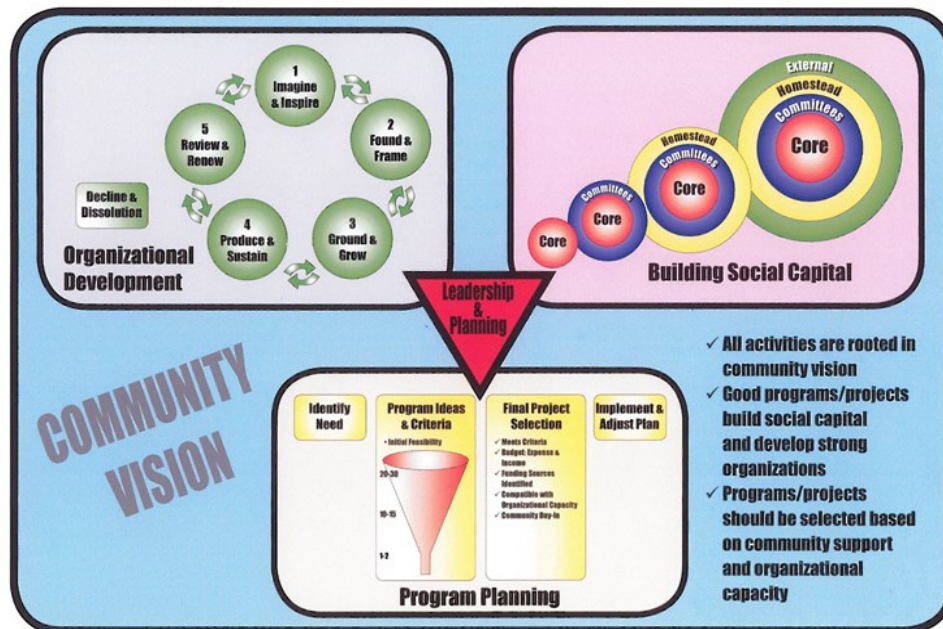 1
Imagine
& Inspire
2
Found &
Frame
3
Ground &
Grow
4
Produce &
Sustain
5
Review &
Renew
Decline &
Dissolution
Organizational
Development
Core
Committees
Core
Homestead
Committees
Core
External
Homestead
Committees
Core
Building Social Capital
Leadership
&
Planning
COMMUNITY
VISION
Identify
Need
Program Ideas
& Criteria
• Initial Feasibility
20-30
10-15
1-2
Final Project
Selection
✓ Meets Criteria
✓ Budget: Expense &
Income
✓ Funding Sources
Identified
✓ Compatible with
Organizational Capacity
✓ Community Buy-In
Implement &
Adjust Plan
Program Planning
✓ All activities are rooted in
community vision
✓ Good programs/projects
build social capital
and develop strong
organizations
✓ Programs/projects
should be selected based
on community support
and organizational
capacity